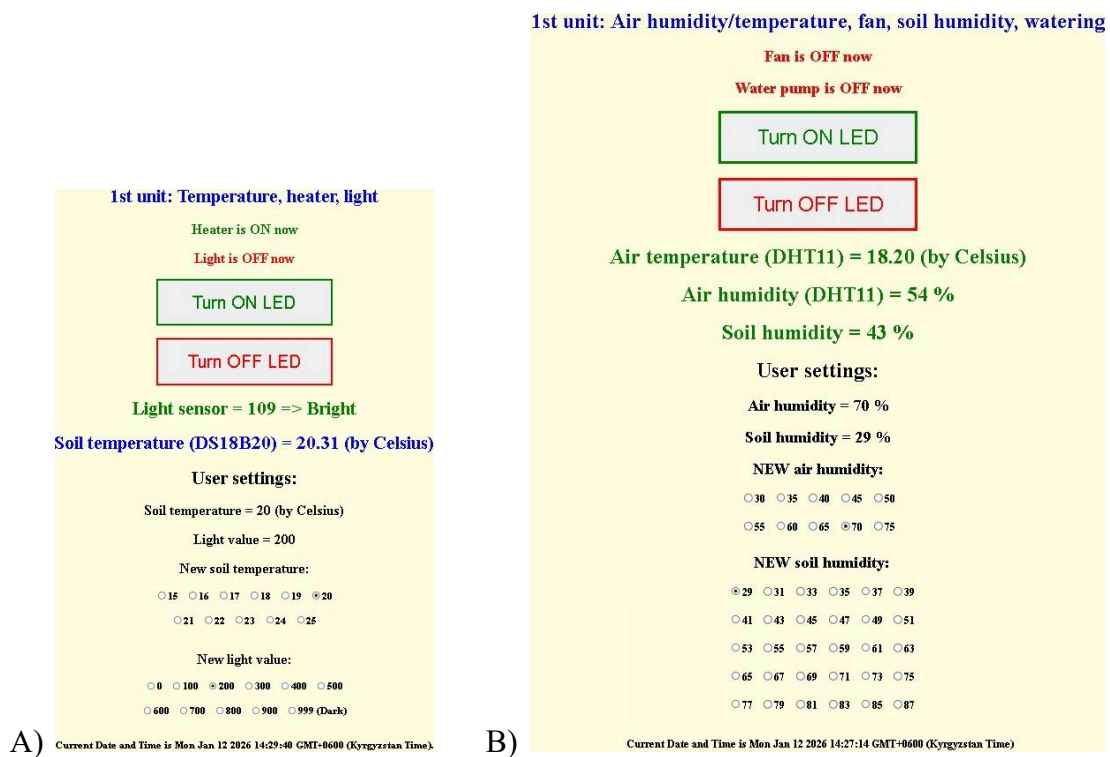 1st unit: Temperature, heater, light
Heater is ON now
Light is OFF now
Turn ON LED
Turn OFF LED
Light sensor = 109 => Bright
Soil temperature (DS18B20) = 20.31 (by Celsius)
User settings:
Soil temperature = 20 (by Celsius)
Light value = 200
New soil temperature:
15 16 17 18 19 20
21 22 23 24 25
New light value:
0 100 200 300 400 500
600 700 800 900 999 (Dark)
A) Current Date and Time is Mon Jan 12 2026 14:29:40 GMT+0600 (Kyrgyzstan Time).
1st unit: Air humidity/temperature, fan, soil humidity, watering
Fan is OFF now
Water pump is OFF now
Turn ON LED
Turn OFF LED
Air temperature (DHT11) = 18.20 (by Celsius)
Air humidity (DHT11) = 54 %
Soil humidity = 43 %
User settings:
Air humidity = 70 %
Soil humidity = 29 %
NEW air humidity:
30 35 40 45 50
55 60 65 70 75
NEW soil humidity:
29 31 33 35 37 39
41 43 45 47 49 51
53 55 57 59 61 63
65 67 69 71 73 75
77 79 81 83 85 87
B) Current Date and Time is Mon Jan 12 2026 14:27:14 GMT+0600 (Kyrgyzstan Time)